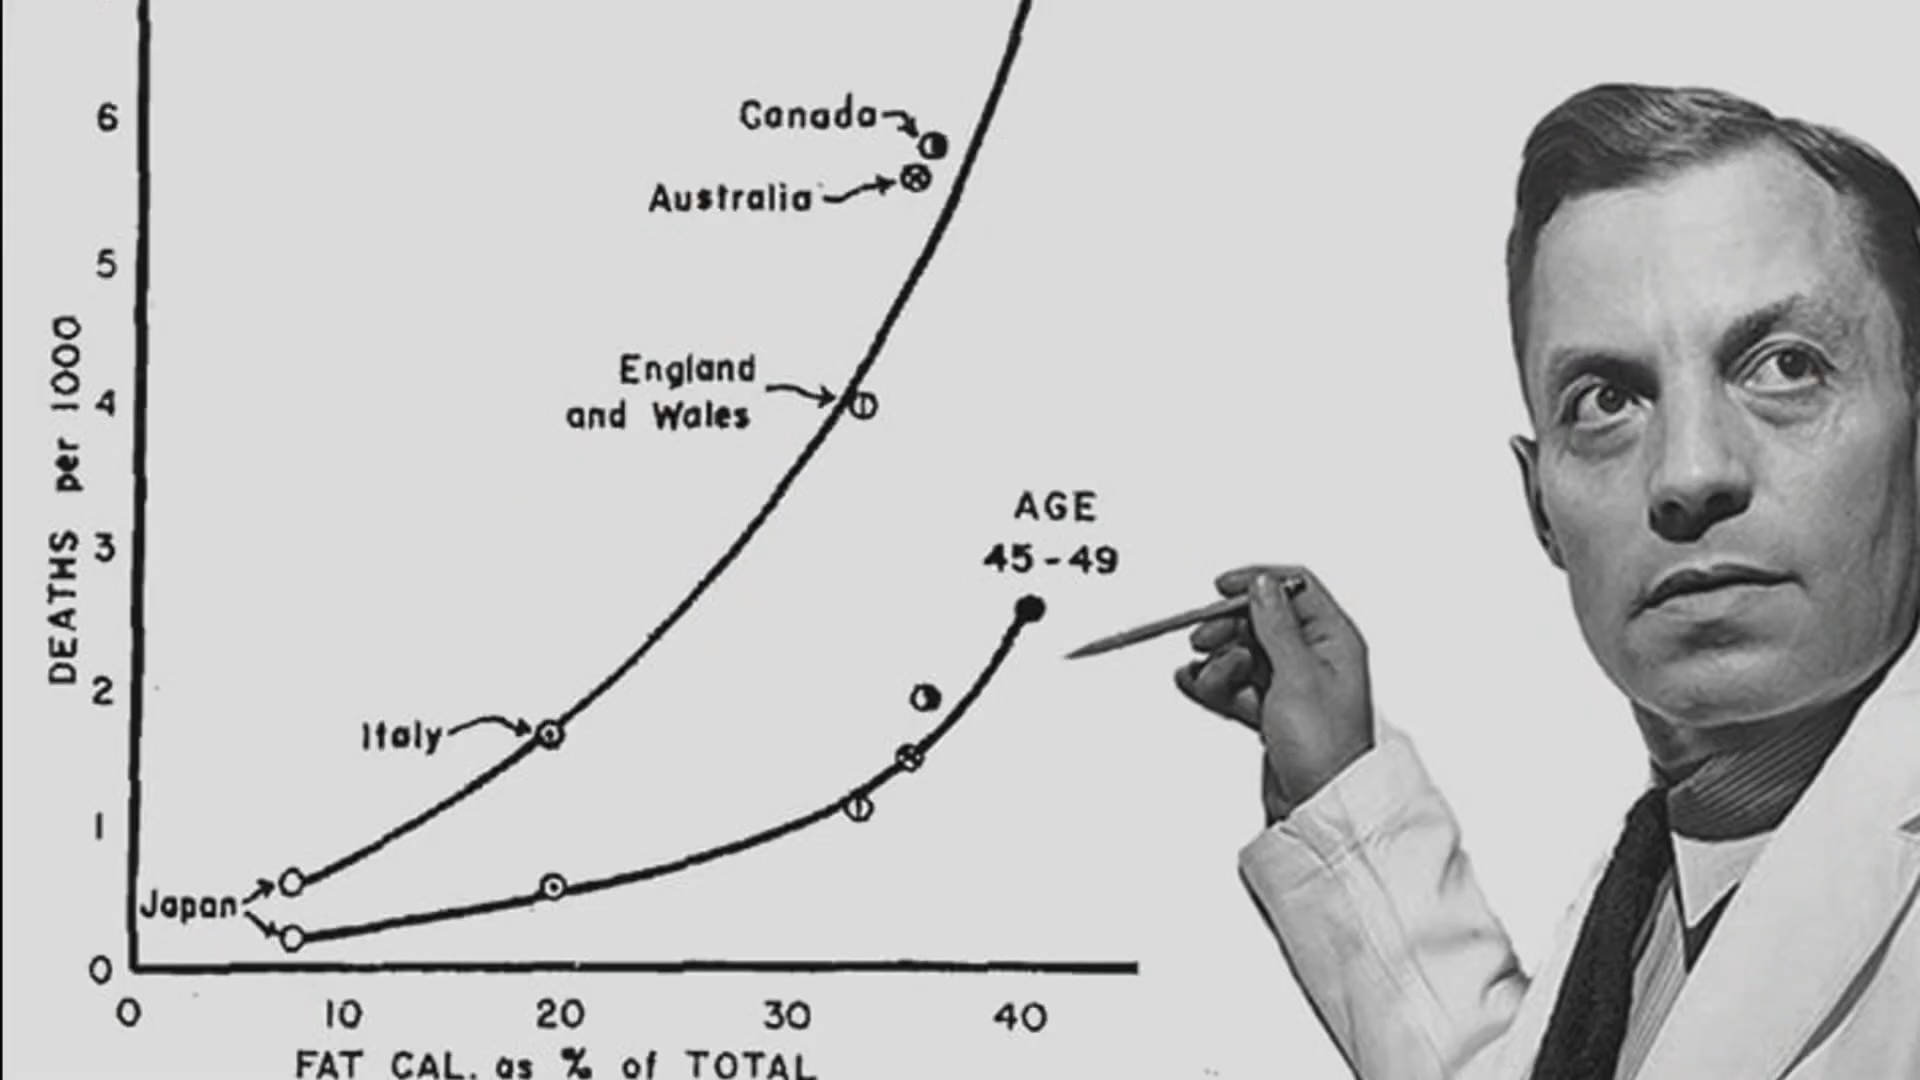 6
Canada
Australia
5
England
and Wales
4
AGE
45-49
3
DEATHS per 1000
2
Italy
1
Japan
0
0 10 20 30 40
FAT CAL. as % of TOTAL